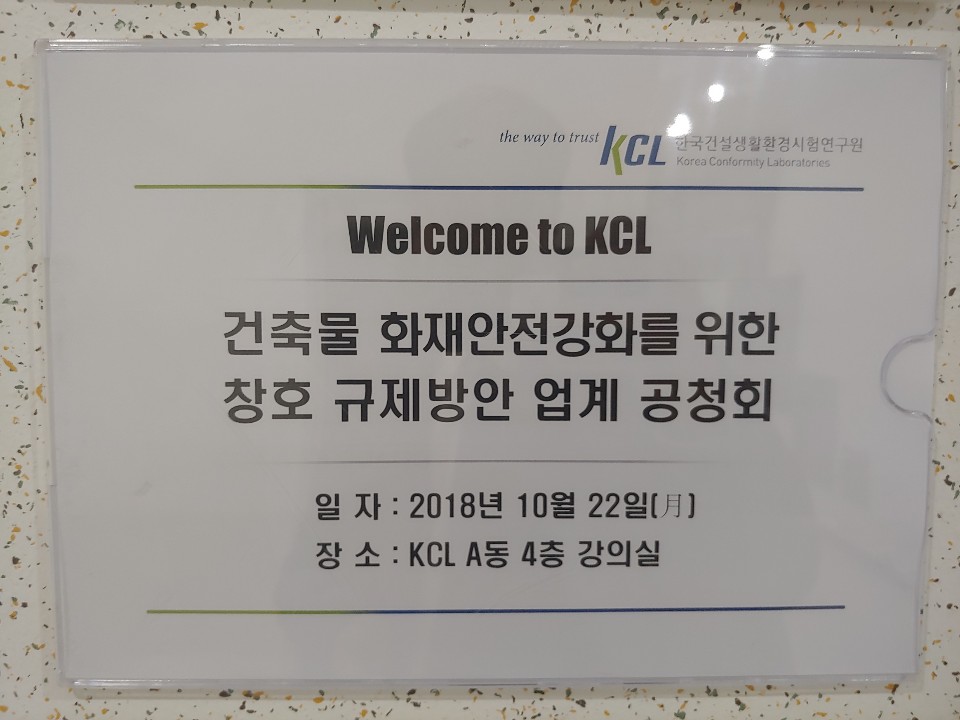 the way to trust KCL 한국건설생활환경시험연구원
Korea Conformity Laboratories
Welcome to KCL
건축물 화재안전강화를 위한
창호 규제방안 업계 공청회
일 자 : 2018년 10월 22일(月)
장 소 : KCL A동 4층 강의실